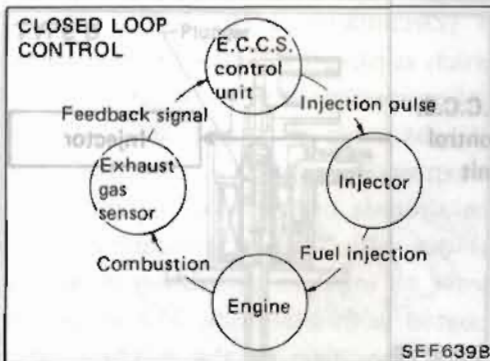 CLOSED LOOP
CONTROL
E.C.C.S.
control
unit
Feedback signal
Injection pulse
Exhaust
gas
sensor
Injector
Combustion
Fuel injection
Engine
SEF639B